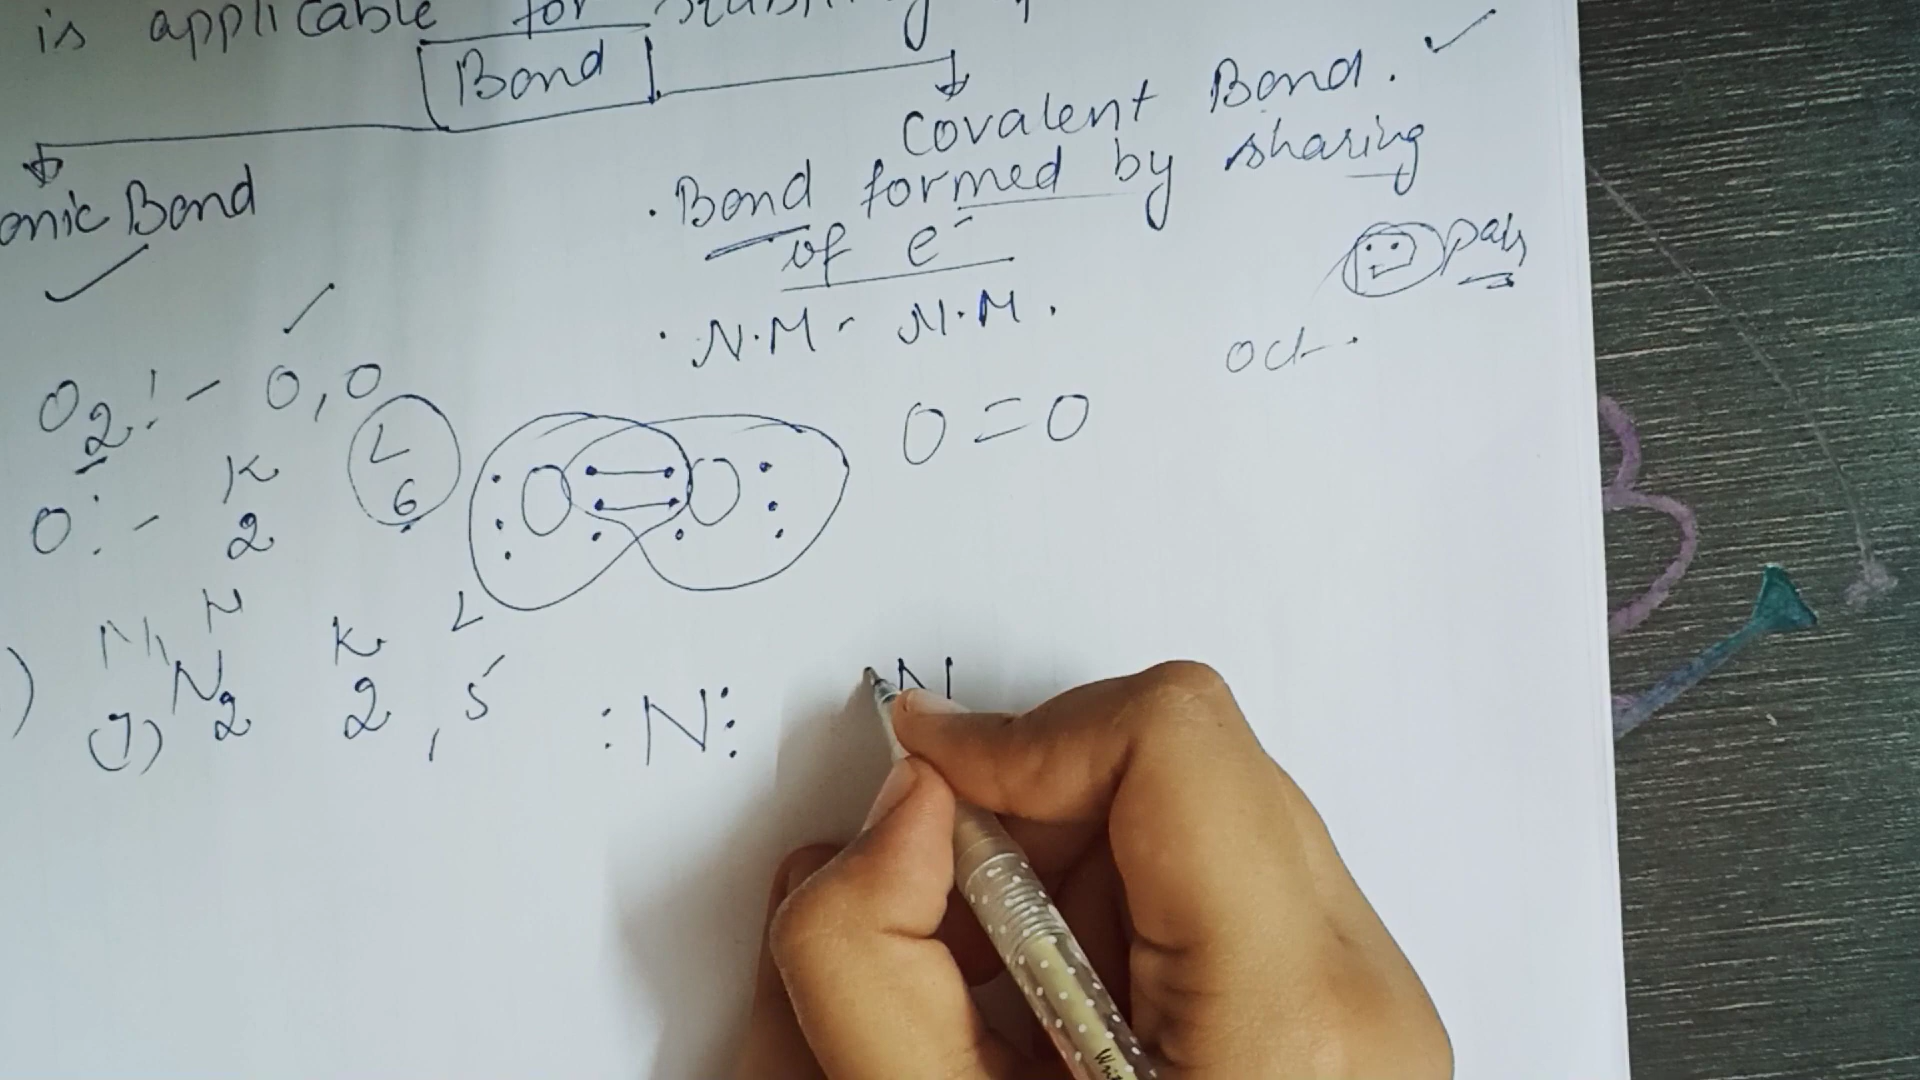 is applicable for
Bond
Covalent Bond. ✓
onic Bond
. Bond formed by sharing
of e⁻
pair
. N.M - N.M.
Oct.
O₂ :- O, O
O = O
K L
O :- 2 6
O O
N
K L
N₂
(7) 2, 5
:N: N